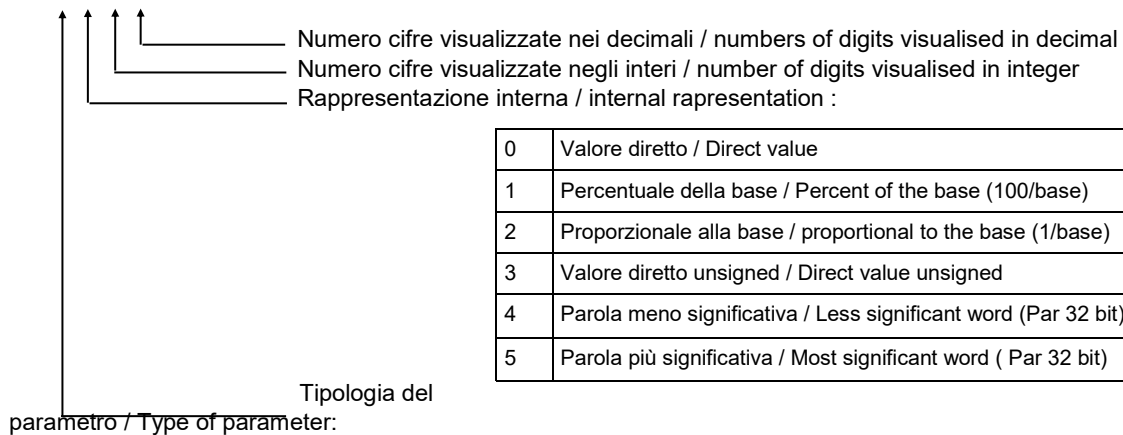 Numero cifre visualizzate nei decimali / numbers of digits visualised in decimal
Numero cifre visualizzate negli interi / number of digits visualised in integer
Rappresentazione interna / internal rapresentation :
0 Valore diretto / Direct value
1 Percentuale della base / Percent of the base (100/base)
2 Proporzionale alla base / proportional to the base (1/base)
3 Valore diretto unsigned / Direct value unsigned
4 Parola meno significativa / Less significant word (Par 32 bit)
5 Parola più significativa / Most significant word ( Par 32 bit)
Tipologia del
parametro / Type of parameter: